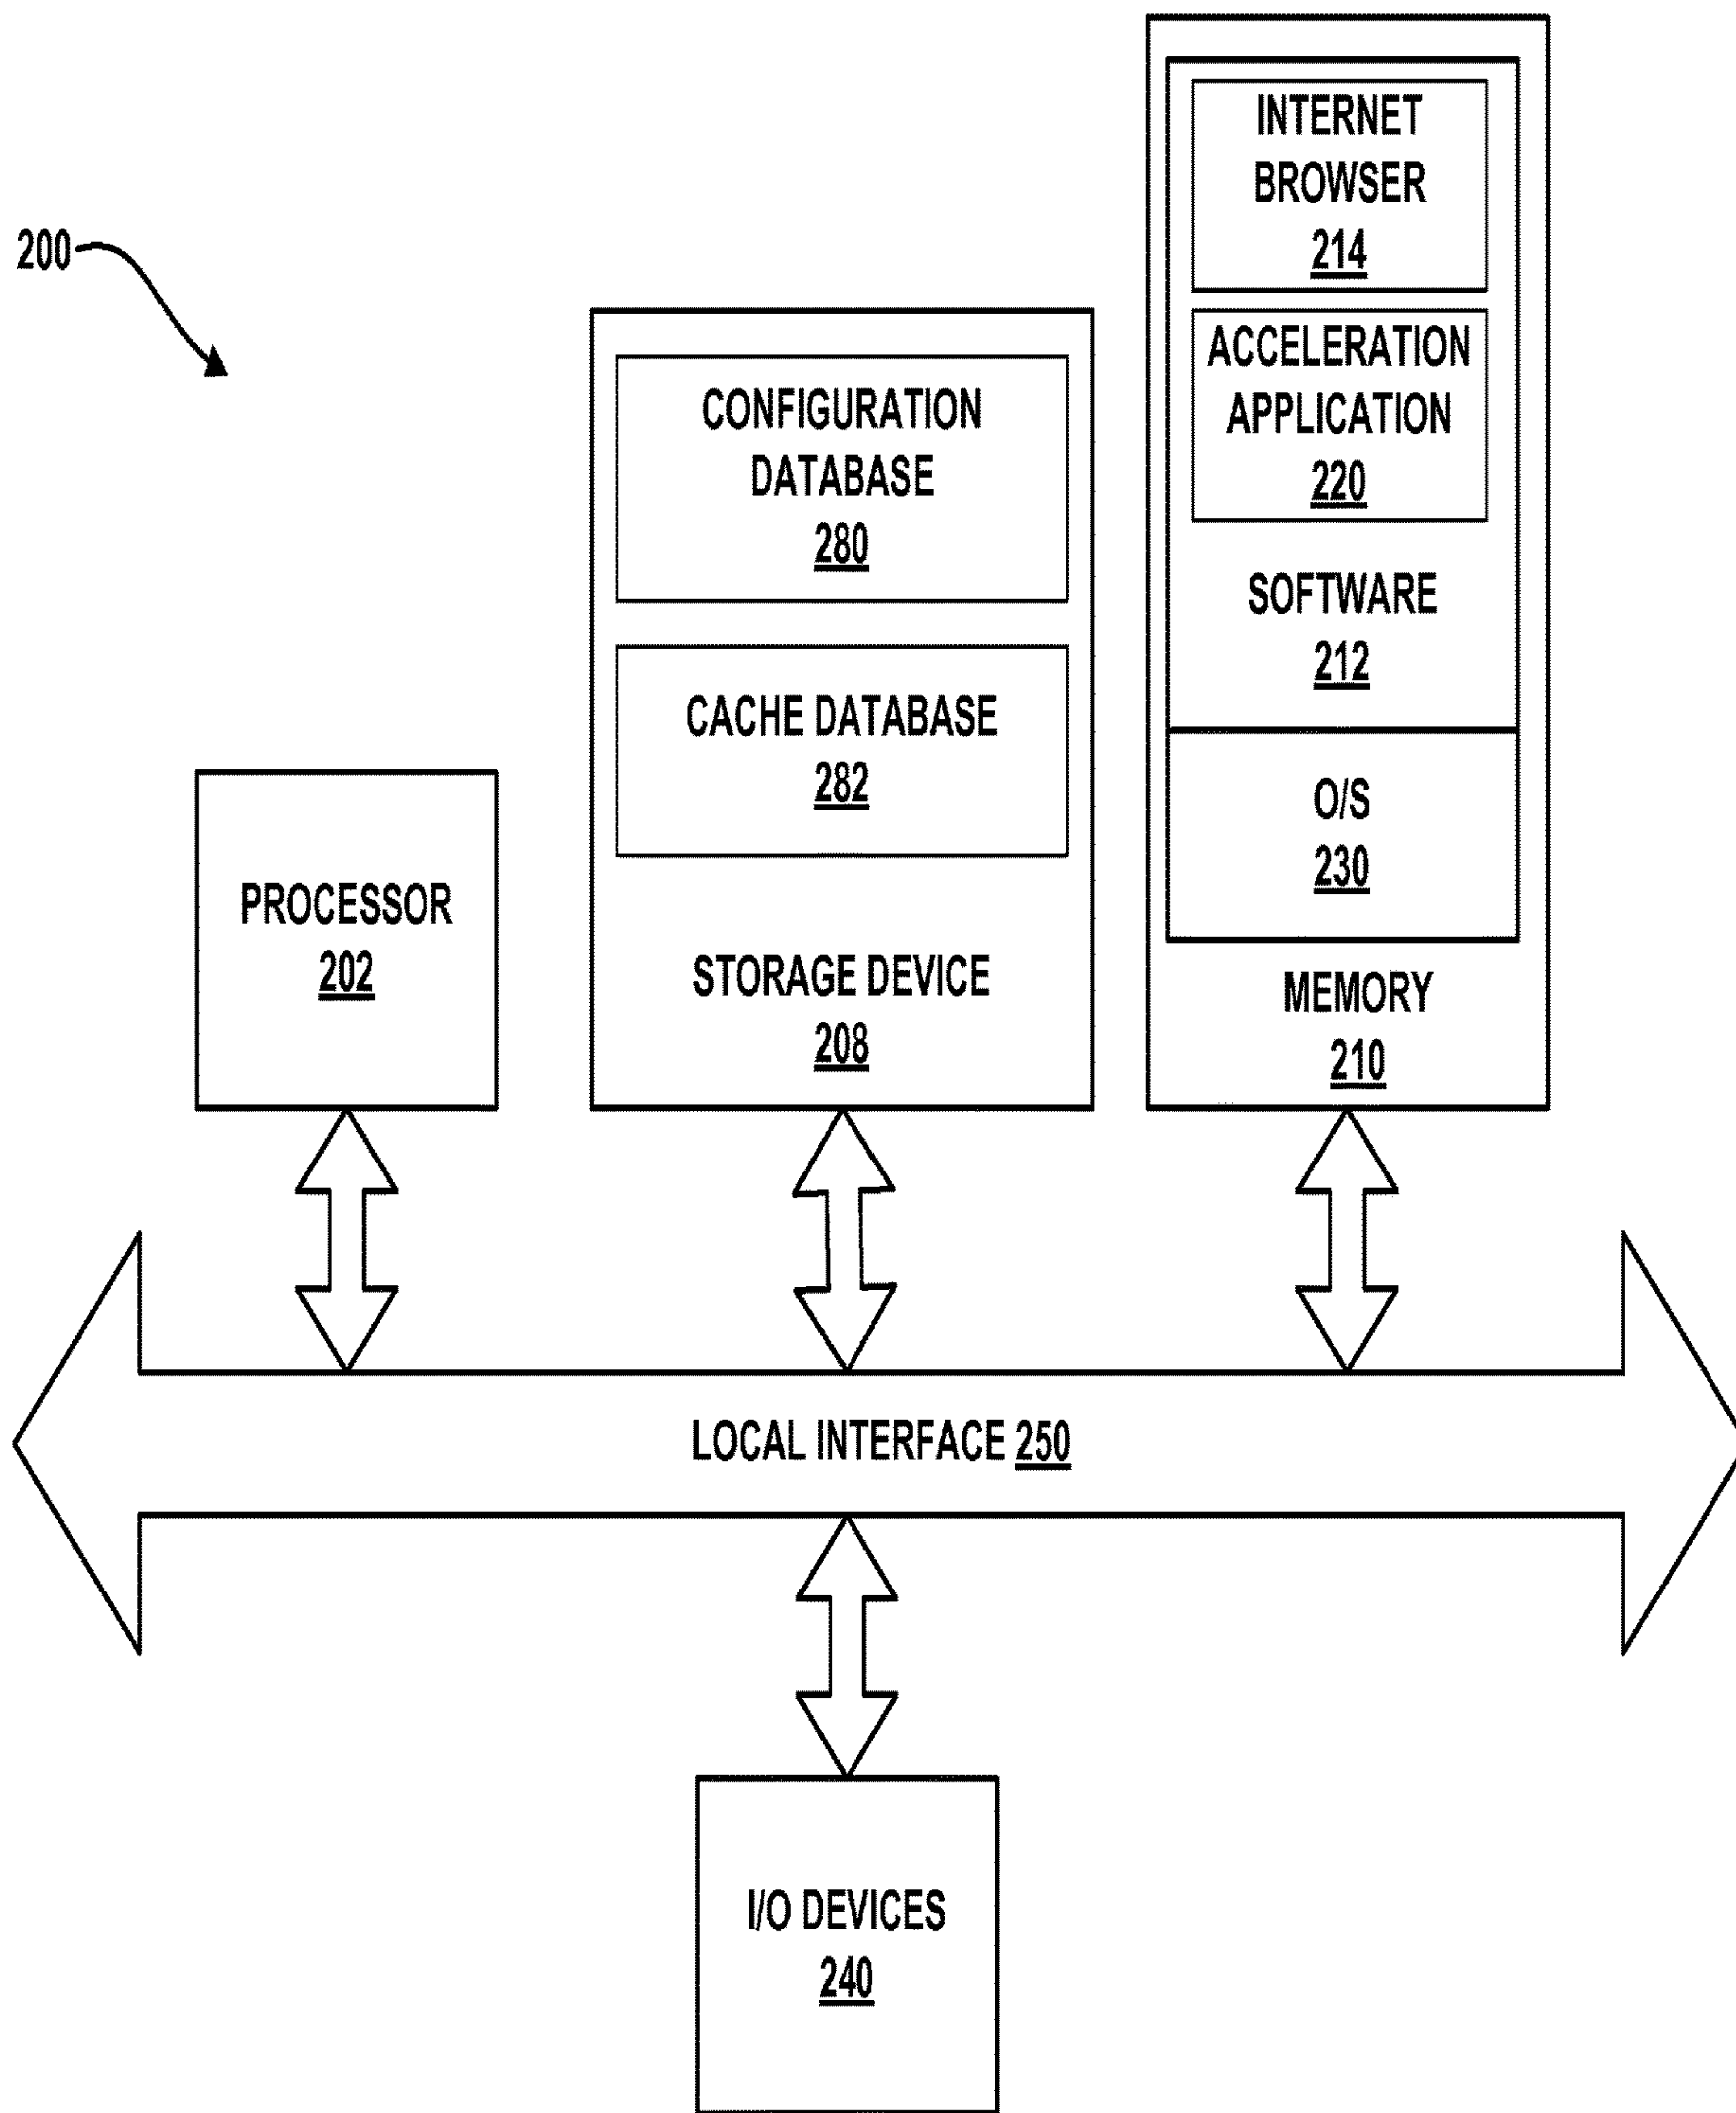 200
INTERNET
BROWSER
214
ACCELERATION
APPLICATION
220
SOFTWARE
212
O/S
230
MEMORY
210
CONFIGURATION
DATABASE
280
CACHE DATABASE
282
STORAGE DEVICE
208
PROCESSOR
202
LOCAL INTERFACE 250
I/O DEVICES
240